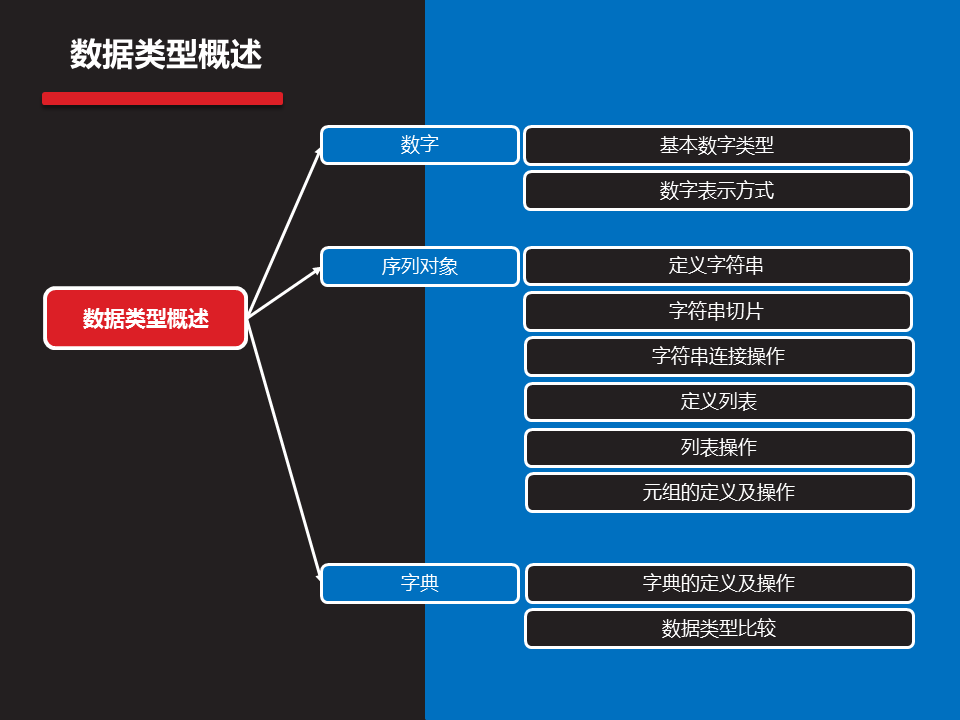 数据类型概述
数字
基本数字类型
数字表示方式
序列对象
定义字符串
字符串切片
数据类型概述
字符串连接操作
定义列表
列表操作
元组的定义及操作
字典
字典的定义及操作
数据类型比较